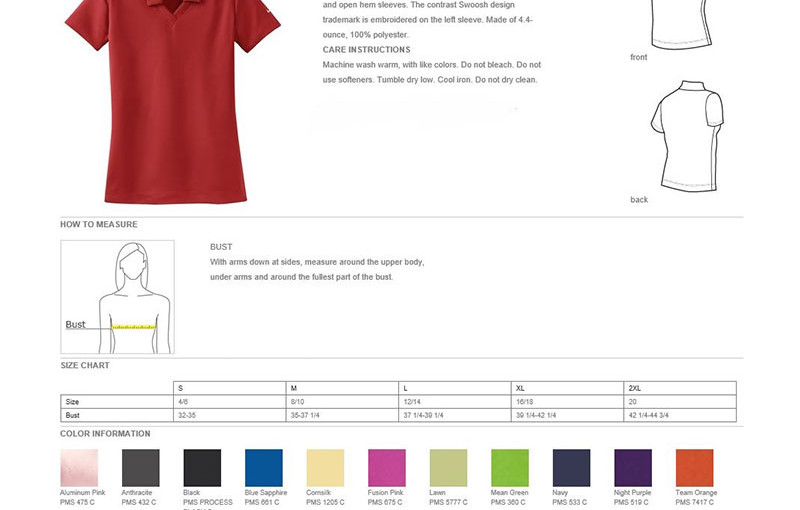 and open hem sleeves. The contrast Swoosh design
trademark is embroidered on the left sleeve. Made of 4.4-
ounce, 100% polyester.
CARE INSTRUCTIONS
Machine wash warm, with like colors. Do not bleach. Do not
use softeners. Tumble dry low. Cool iron. Do not dry clean.
front
back
HOW TO MEASURE
BUST
With arms down at sides, measure around the upper body,
under arms and around the fullest part of the bust.
Bust
SIZE CHART
S M L XL 2XL
Size 4/6 8/10 12/14 16/18 20
Bust 32-35 35-37 1/4 37 1/4-39 1/4 39 1/4-42 1/4 42 1/4-44 3/4
COLOR INFORMATION
Aluminum Pink Anthracite Black Blue Sapphire Cornsilk Fusion Pink Lawn Mean Green Navy Night Purple Team Orange
PMS 475 C PMS 432 C PMS PROCESS PMS 661 C PMS 1205 C PMS 675 C PMS 5777 C PMS 360 C PMS 533 C PMS 519 C PMS 7417 C